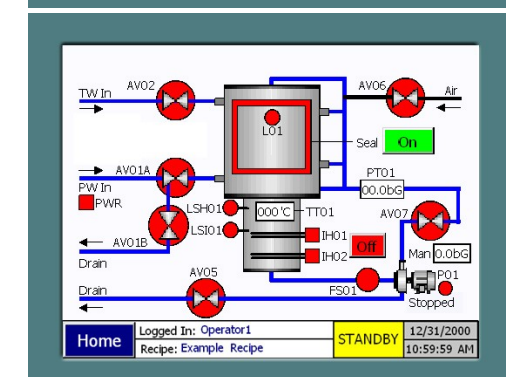 AV02
TW In
AV06
Air
L01
Seal
On
AV01A
PW In
PWR
PT01
00.0bG
LSH01
000 °C
TT01
LSI01
AV07
IH01
Off
IH02
Man
0.0bG
AV01B
Drain
AV05
Drain
FS01
P01
Stopped
Home
Logged In: Operator1
Recipe: Example Recipe
STANDBY
12/31/2000
10:59:59 AM